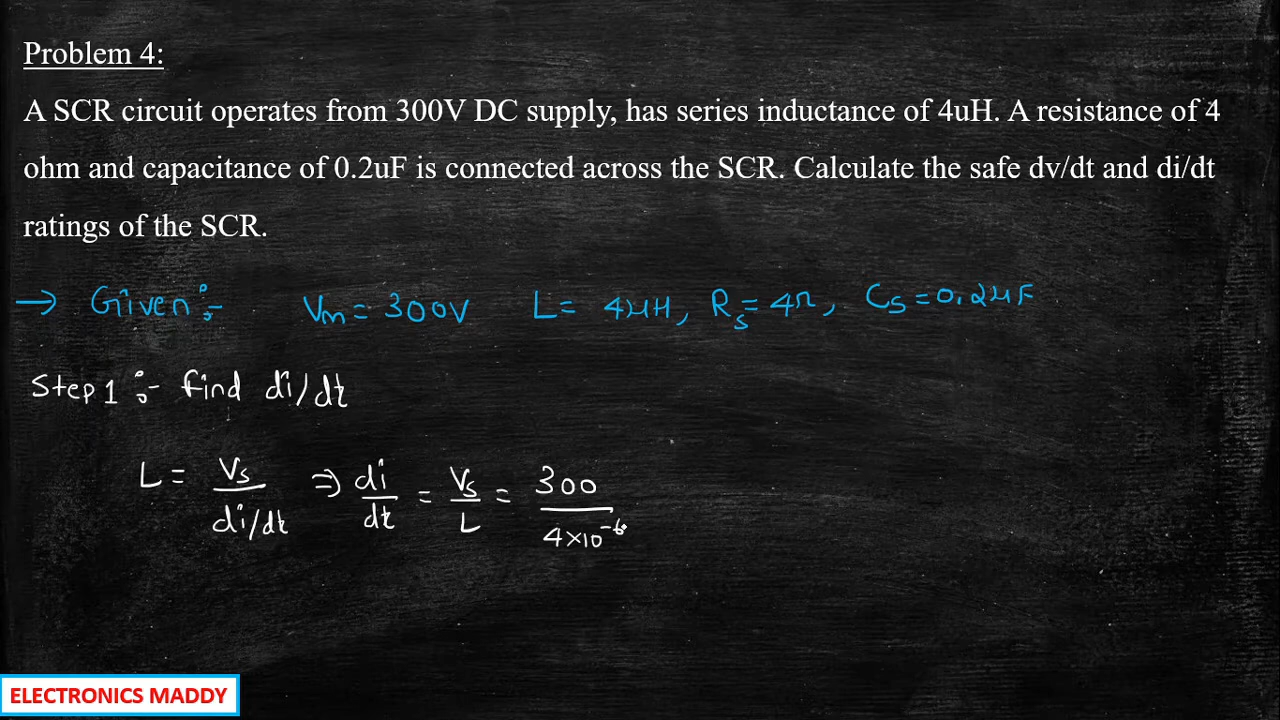 Problem 4:
A SCR circuit operates from 300V DC supply, has series inductance of 4uH. A resistance of 4
ohm and capacitance of 0.2uF is connected across the SCR. Calculate the safe dv/dt and di/dt
ratings of the SCR.
→ Given :- Vm = 300V L = 4μH, Rs = 4Ω, Cs = 0.2μF
Step 1 :- find di/dt
L = Vs / di/dt ⇒ di/dt = Vs/L = 300 / 4×10⁻⁶
ELECTRONICS MADDY